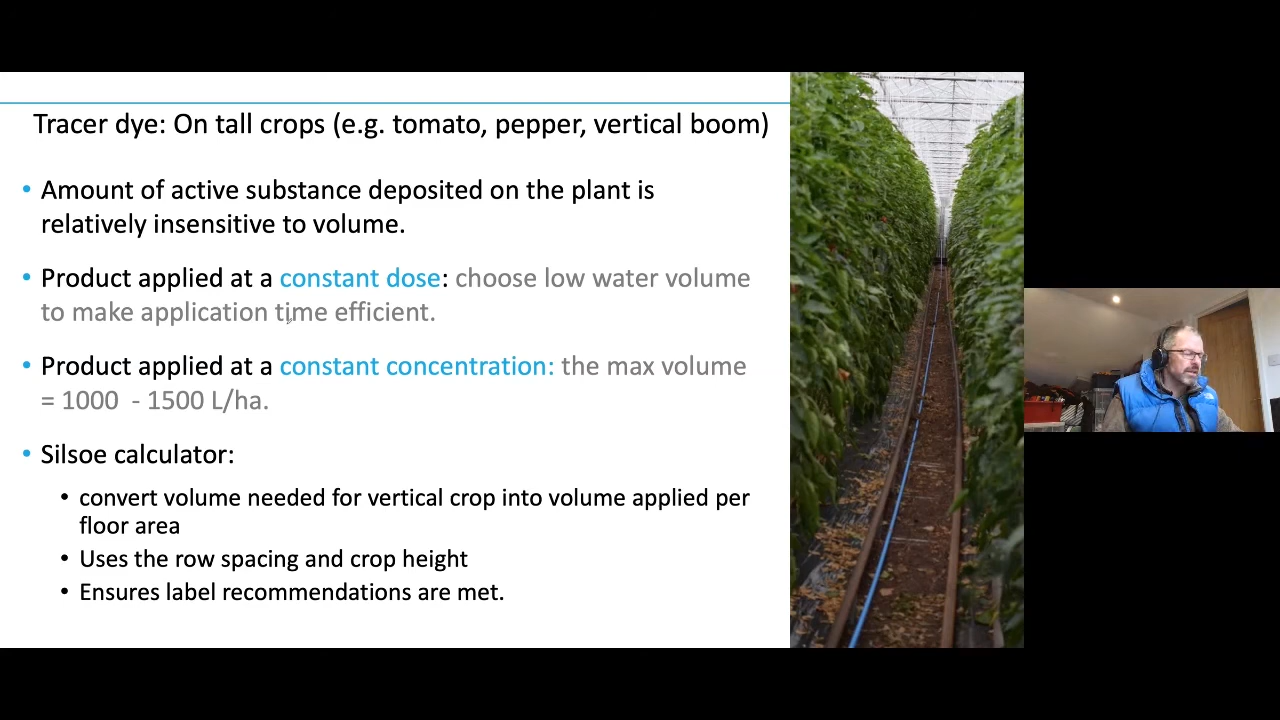 Tracer dye: On tall crops (e.g. tomato, pepper, vertical boom)
• Amount of active substance deposited on the plant is
relatively insensitive to volume.
• Product applied at a constant dose: choose low water volume
to make application time efficient.
• Product applied at a constant concentration: the max volume
= 1000 - 1500 L/ha.
• Silsoe calculator:
• convert volume needed for vertical crop into volume applied per
floor area
• Uses the row spacing and crop height
• Ensures label recommendations are met.